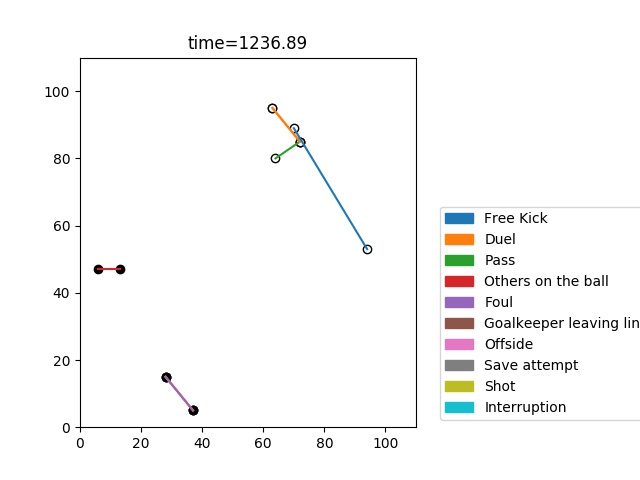 time=1236.89
100
80
60
40
20
0
0 20 40 60 80 100
Free Kick
Duel
Pass
Others on the ball
Foul
Goalkeeper leaving lin
Offside
Save attempt
Shot
Interruption